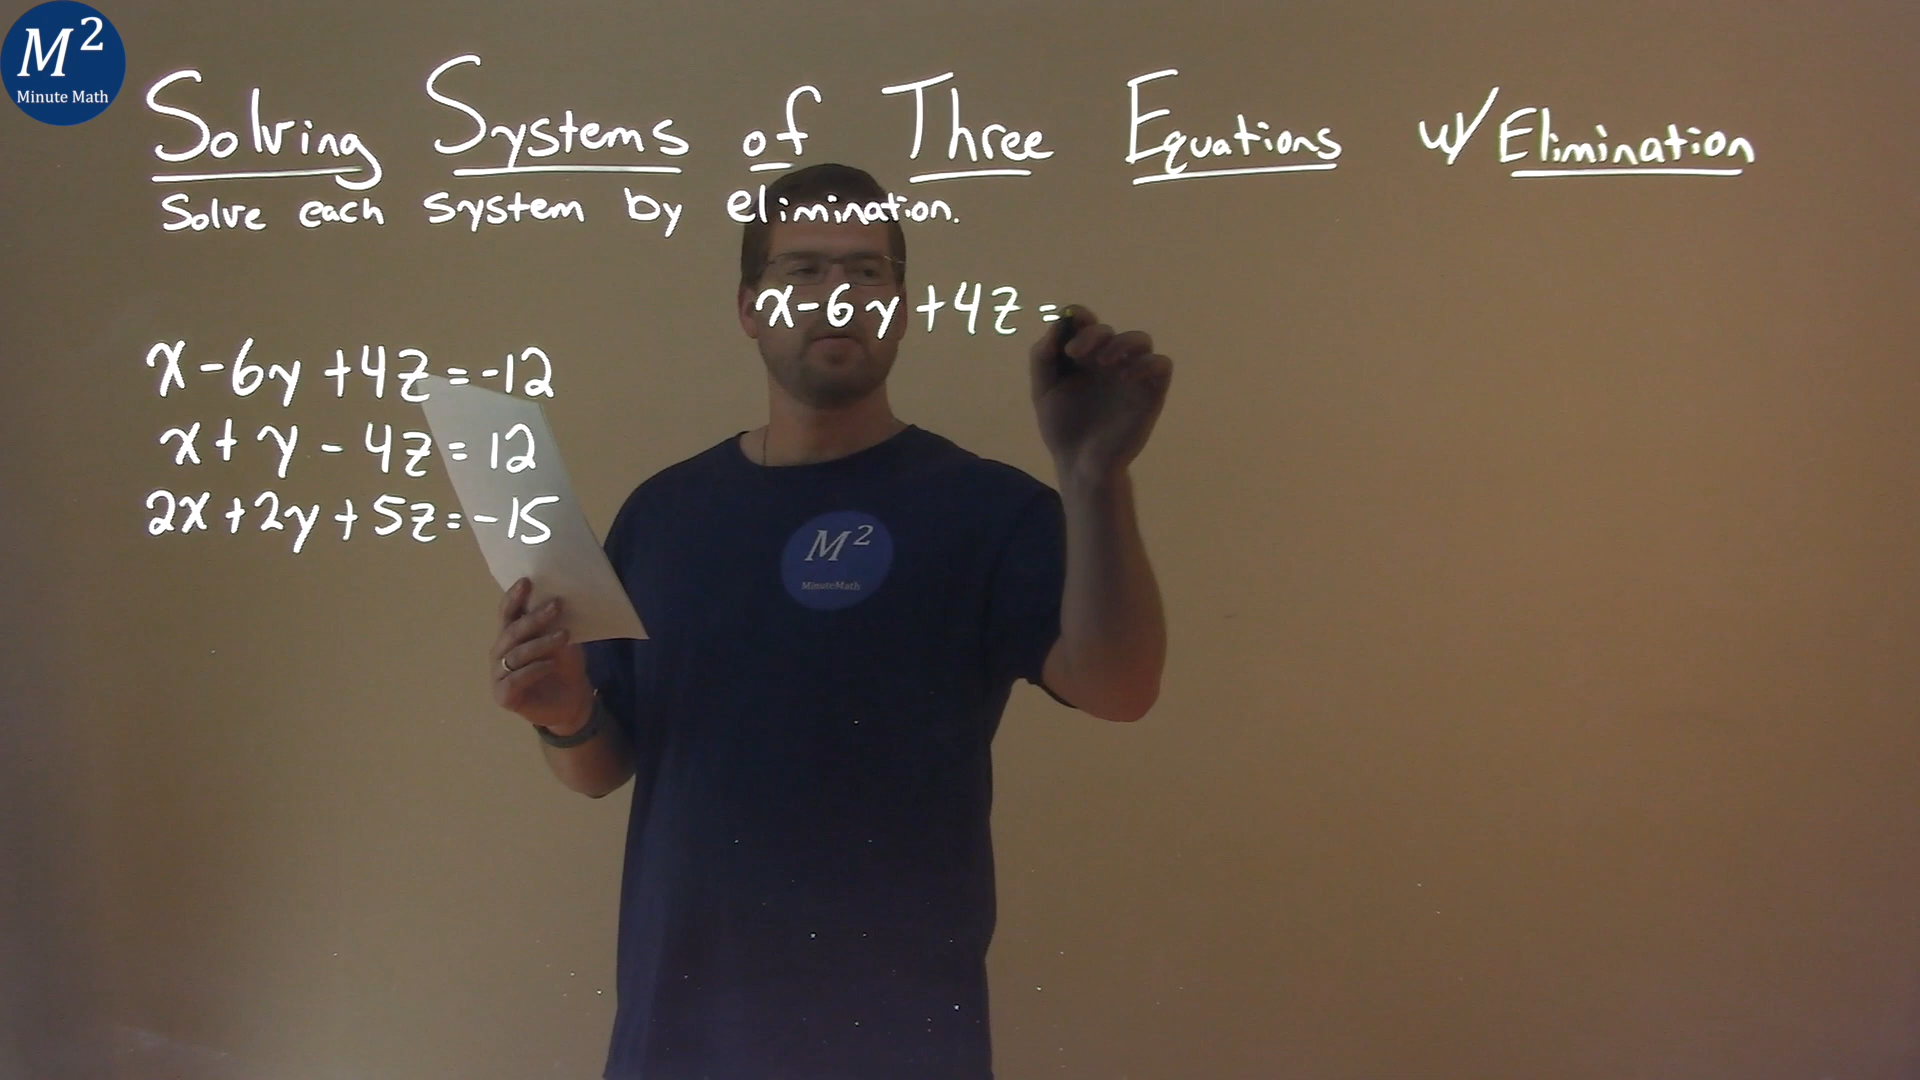 M²
Minute Math
Solving Systems of Three Equations w/ Elimination
Solve each system by elimination.
x-6y+4z=
x-6y+4z=-12
x+y-4z=12
2x+2y+5z=-15
M²
MinuteMath